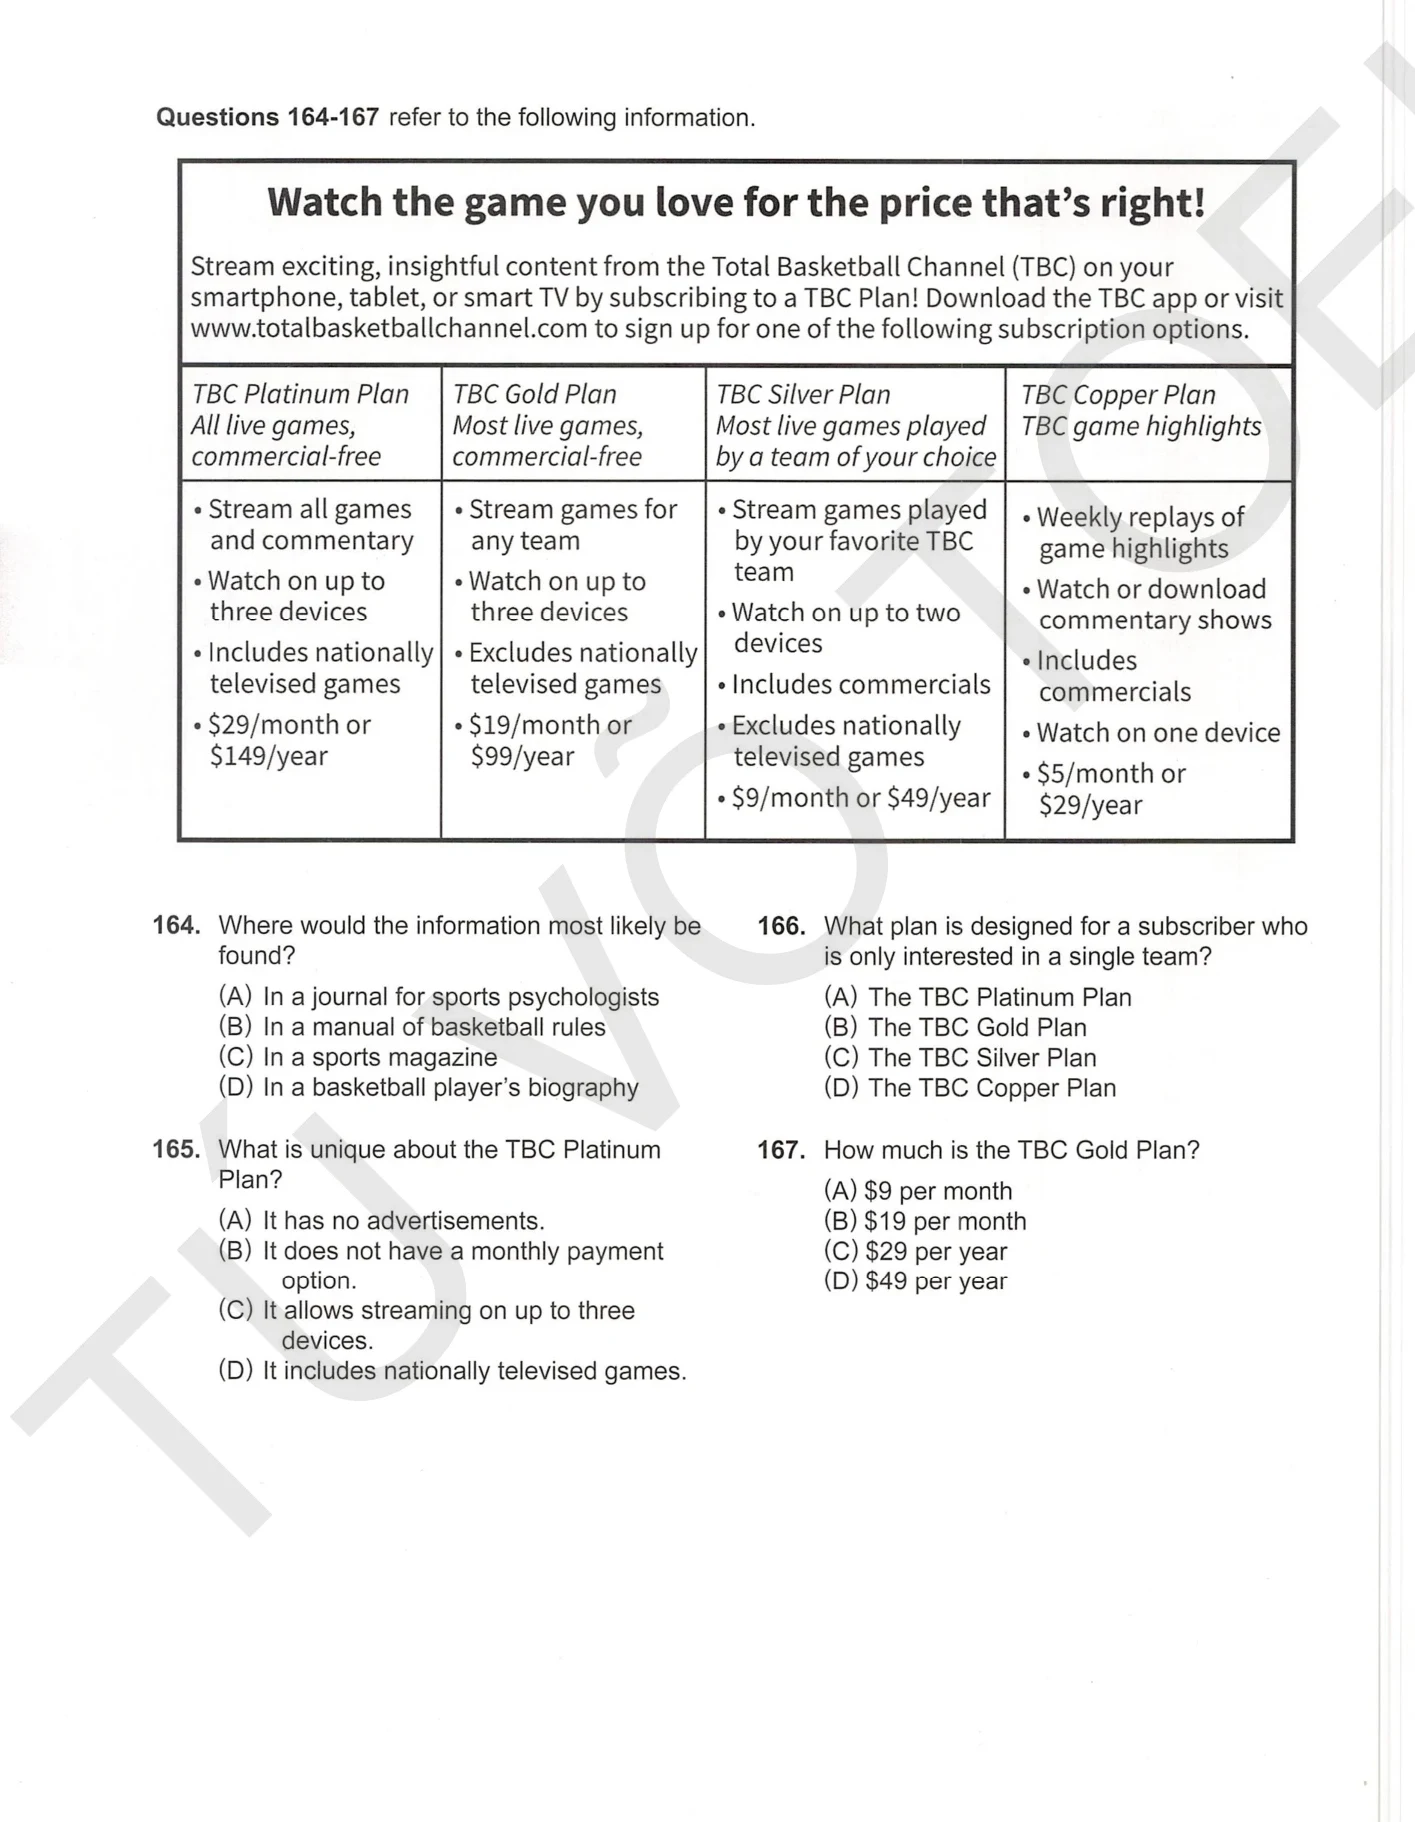 Questions 164-167 refer to the following information.
Watch the game you love for the price that's right!
Stream exciting, insightful content from the Total Basketball Channel (TBC) on your
smartphone, tablet, or smart TV by subscribing to a TBC Plan! Download the TBC app or visit
www.totalbasketballchannel.com to sign up for one of the following subscription options.
TBC Platinum Plan
All live games,
commercial-free
• Stream all games
and commentary
• Watch on up to
three devices
• Includes nationally
televised games
• $29/month or
$149/year
TBC Gold Plan
Most live games,
commercial-free
• Stream games for
any team
• Watch on up to
three devices
• Excludes nationally
televised games
• $19/month or
$99/year
TBC Silver Plan
Most live games played
by a team of your choice
• Stream games played
by your favorite TBC
team
• Watch on up to two
devices
• Includes commercials
• Excludes nationally
televised games
• $9/month or $49/year
TBC Copper Plan
TBC game highlights
• Weekly replays of
game highlights
• Watch or download
commentary shows
• Includes
commercials
• Watch on one device
• $5/month or
$29/year
164. Where would the information most likely be
found?
(A) In a journal for sports psychologists
(B) In a manual of basketball rules
(C) In a sports magazine
(D) In a basketball player's biography
165. What is unique about the TBC Platinum
Plan?
(A) It has no advertisements.
(B) It does not have a monthly payment
option.
(C) It allows streaming on up to three
devices.
(D) It includes nationally televised games.
166. What plan is designed for a subscriber who
is only interested in a single team?
(A) The TBC Platinum Plan
(B) The TBC Gold Plan
(C) The TBC Silver Plan
(D) The TBC Copper Plan
167. How much is the TBC Gold Plan?
(A) $9 per month
(B) $19 per month
(C) $29 per year
(D) $49 per year
TÚ VÕ TOE